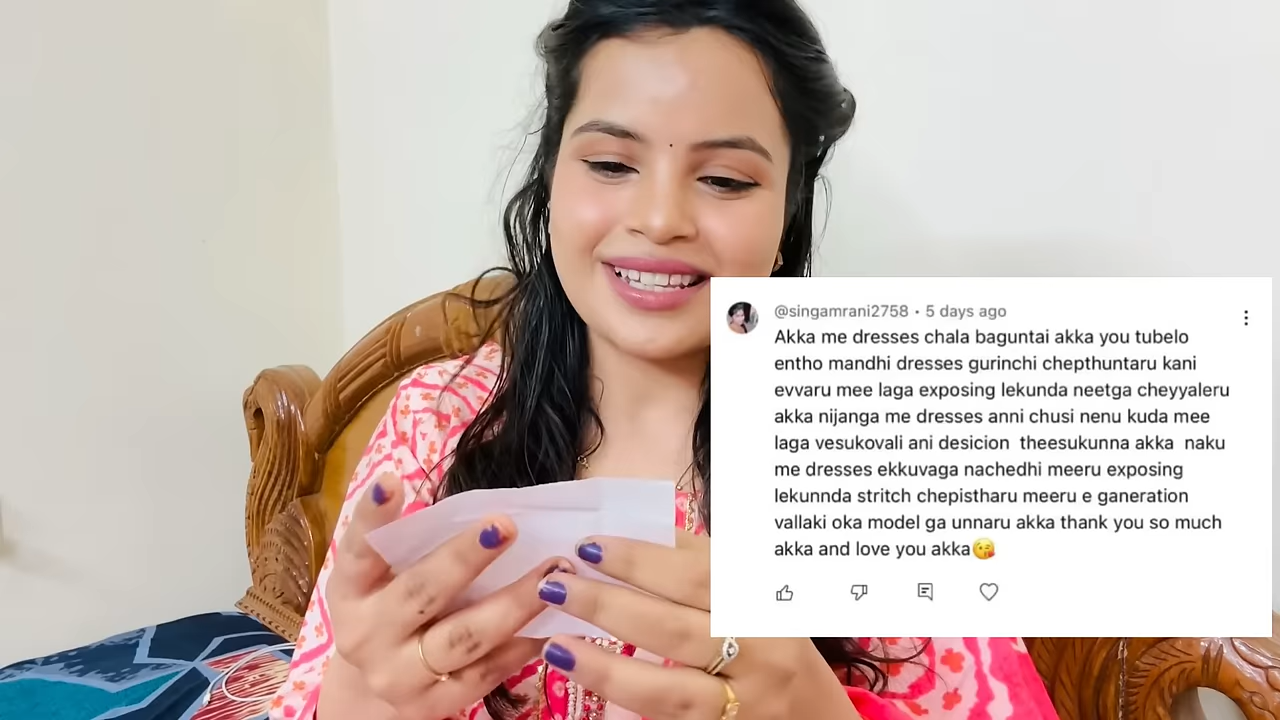 @singamrani2758 • 5 days ago
Akka me dresses chala baguntai akka you tubelo
entho mandhi dresses gurinchi chepthuntaru kani
evvaru mee laga exposing lekunda neetga cheyyaleru
akka nijanga me dresses anni chusi nenu kuda mee
laga vesukovali ani desicion theesukunna akka naku
me dresses ekkuvaga nachedhi meeru exposing
lekunnda stritch chepistharu meeru e ganeration
vallaki oka model ga unnaru akka thank you so much
akka and love you akka😘